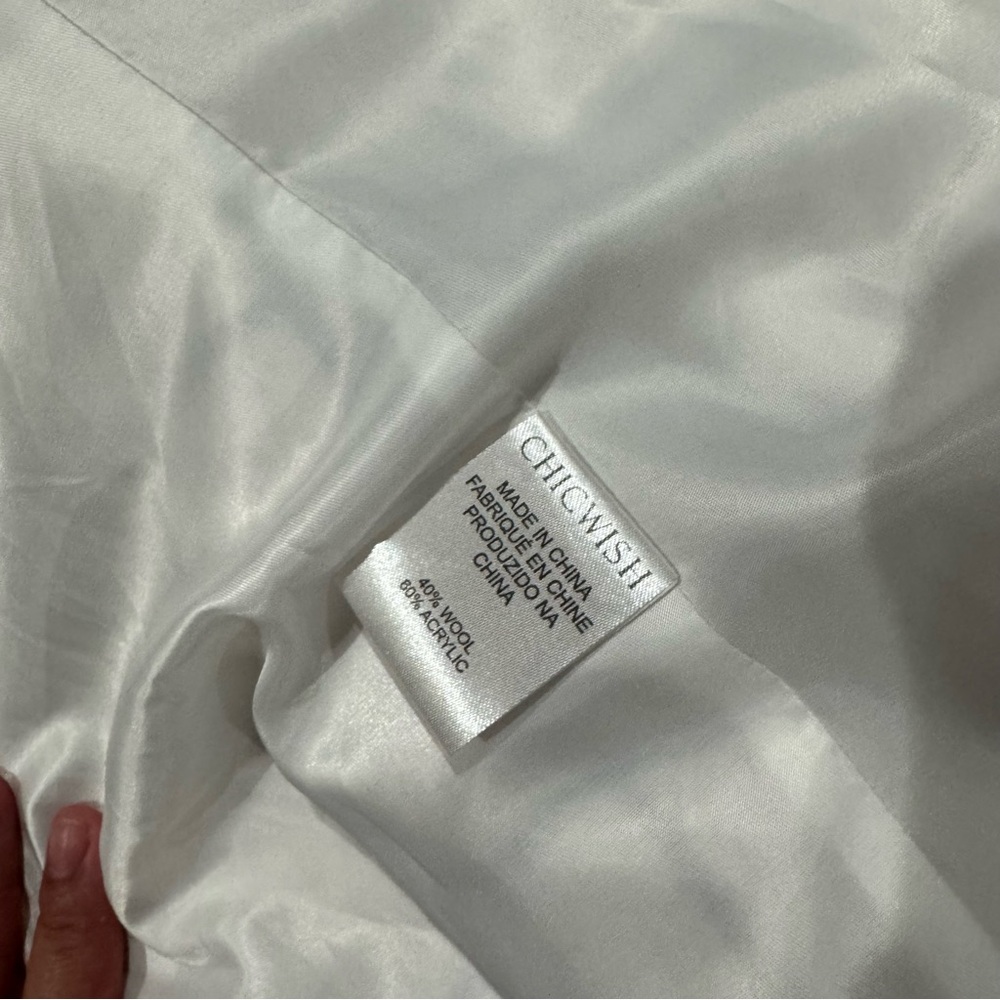 CHICWISH
MADE IN CHINA
FABRIQUÉ EN CHINE
PRODUZIDO NA
CHINA
40% WOOL
60% ACRYLIC